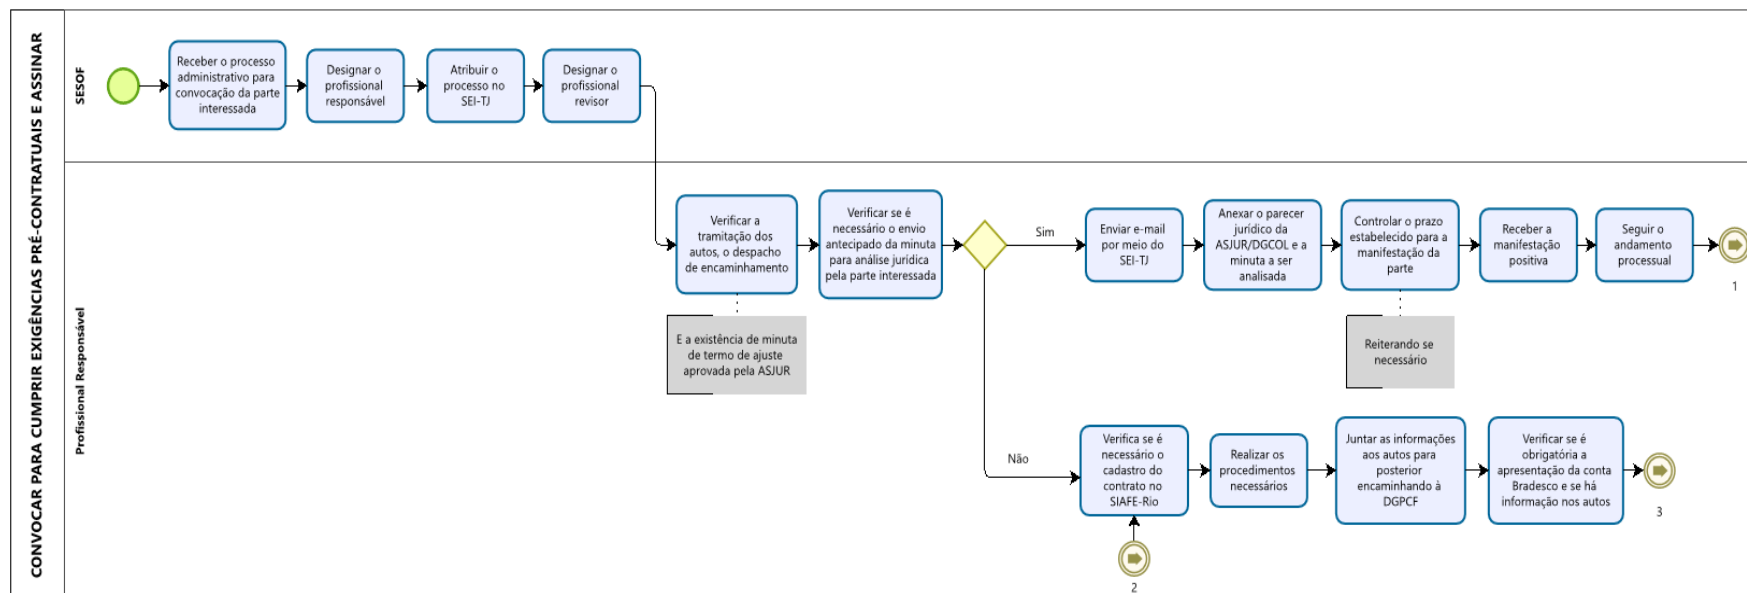 CONVOCAR PARA CUMPRIR EXIGÊNCIAS PRÉ-CONTRATUAIS E ASSINAR
SESOF
Receber o processo
administrativo para
convocação da parte
interessada
Designar o
profissional
responsável
Atribuir o
processo no
SEI-TJ
Designar o
profissional
revisor
Profissional Responsável
Verificar a
tramitação dos
autos, o despacho
de encaminhamento
E a existência de minuta
de termo de ajuste
aprovada pela ASJUR
Verificar se é
necessário o envio
antecipado da minuta
para análise jurídica
pela parte interessada
Sim
Enviar e-mail
por meio do
SEI-TJ
Anexar o parecer
jurídico da
ASJUR/DGCOL e a
minuta a ser
analisada
Controlar o prazo
estabelecido para a
manifestação da
parte
Reiterando se
necessário
Receber a
manifestação
positiva
Seguir o
andamento
processual
1
Não
Verifica se é
necessário o
cadastro do
contrato no
SIAFE-Rio
2
Realizar os
procedimentos
necessários
Juntar as informações
aos autos para
posterior
encaminhando à
DGPCF
Verificar se é
obrigatória a
apresentação da conta
Bradesco e se há
informação nos autos
3